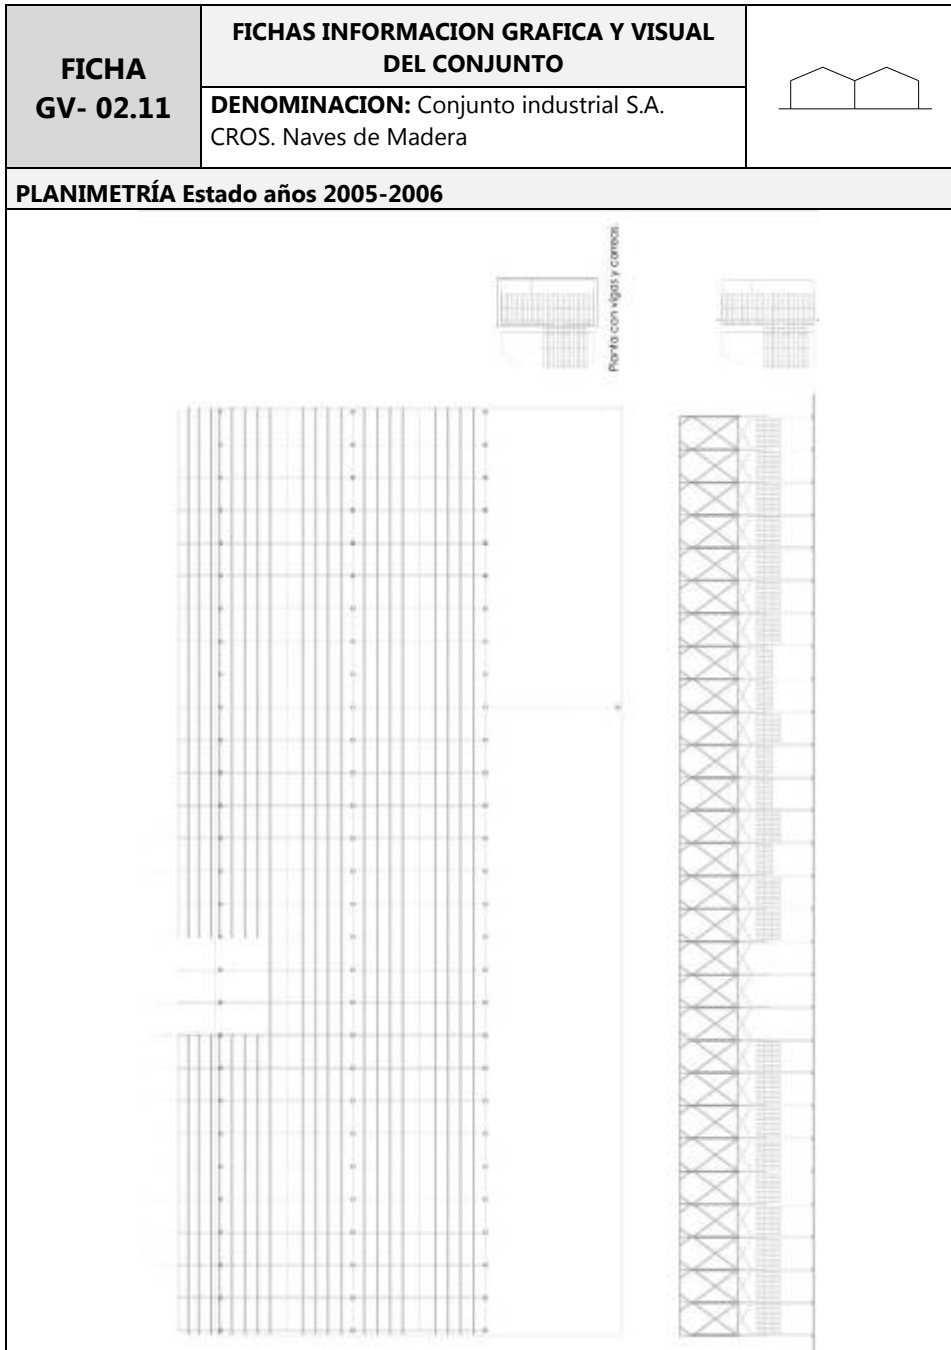 FICHA
GV- 02.11
FICHAS INFORMACION GRAFICA Y VISUAL
DEL CONJUNTO
DENOMINACION: Conjunto industrial S.A.
CROS. Naves de Madera
PLANIMETRÍA Estado años 2005-2006
Planta con vigas y correas.